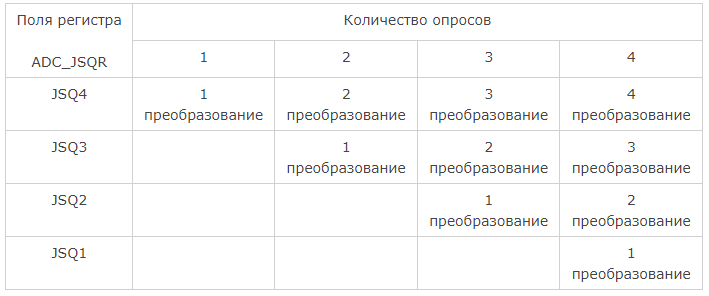 Поля регистра
ADC_JSQR
Количество опросов
1 2 3 4
JSQ4
1 преобразование
2 преобразование
3 преобразование
4 преобразование
JSQ3
1 преобразование
2 преобразование
3 преобразование
JSQ2
1 преобразование
2 преобразование
JSQ1
1 преобразование